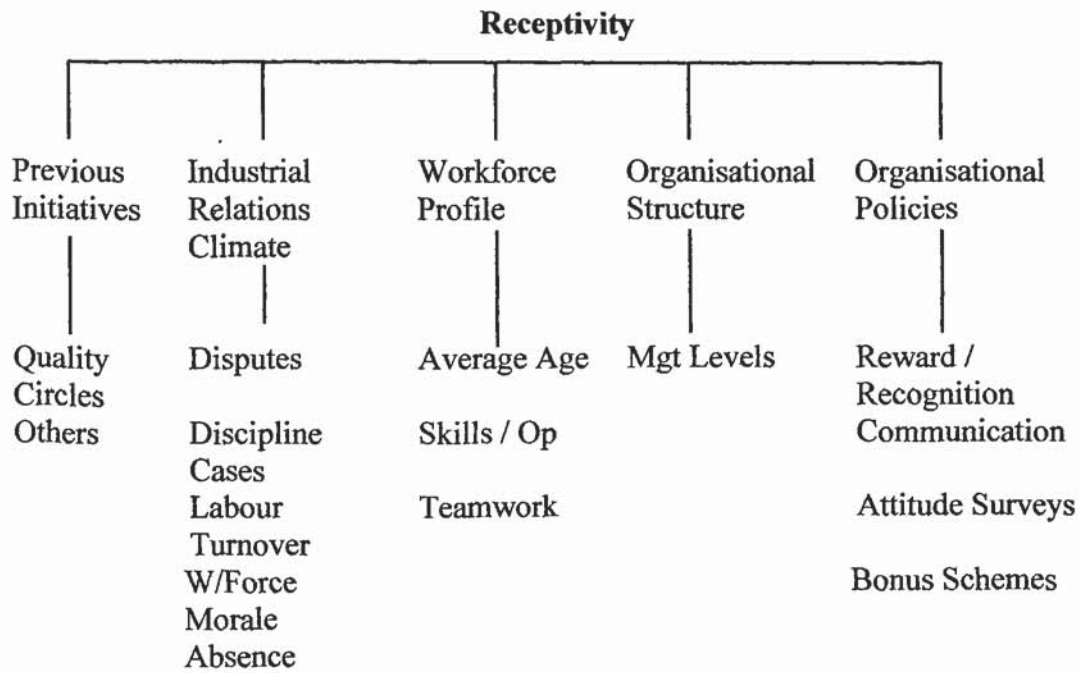 Receptivity
Previous
Initiatives
Industrial
Relations
Climate
Workforce
Profile
Organisational
Structure
Organisational
Policies
Quality
Circles
Others
Disputes
Discipline
Cases
Labour
Turnover
W/Force
Morale
Absence
Average Age
Skills / Op
Teamwork
Mgt Levels
Reward /
Recognition
Communication
Attitude Surveys
Bonus Schemes